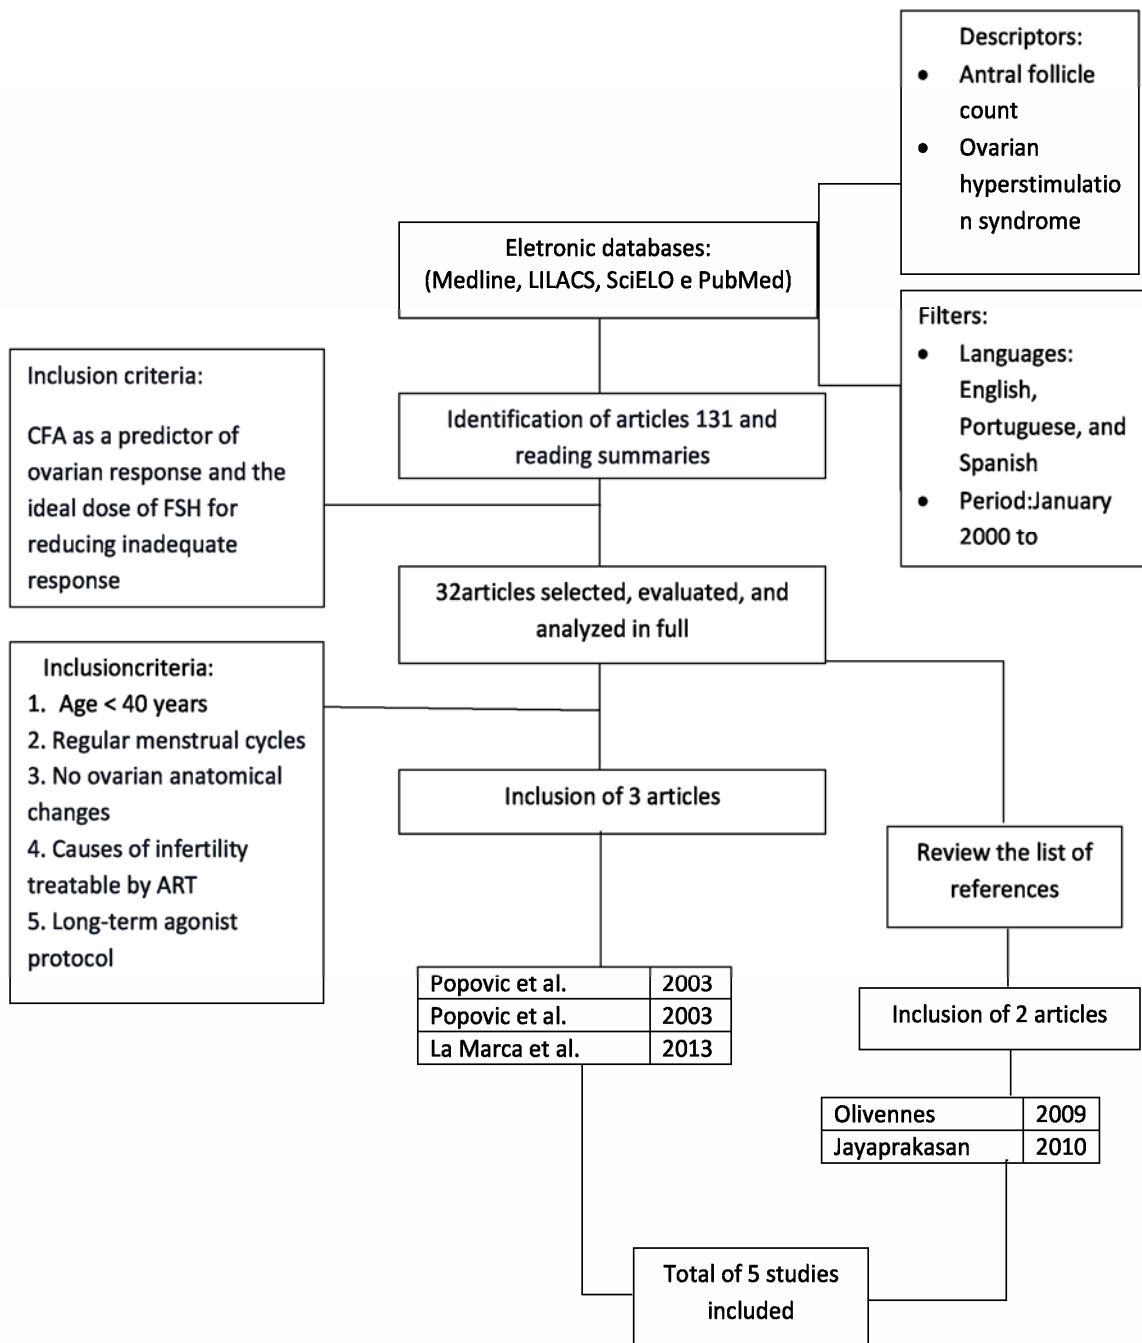 Descriptors:
• Antral follicle
count
• Ovarian
hyperstimulatio
n syndrome
Eletronic databases:
(Medline, LILACS, SciELO e PubMed)
Filters:
• Languages:
English,
Portuguese, and
Spanish
• Period:January
2000 to
Inclusion criteria:
CFA as a predictor of
ovarian response and the
ideal dose of FSH for
reducing inadequate
response
Identification of articles 131 and
reading summaries
32articles selected, evaluated, and
analyzed in full
Inclusioncriteria:
1. Age < 40 years
2. Regular menstrual cycles
3. No ovarian anatomical
changes
4. Causes of infertility
treatable by ART
5. Long-term agonist
protocol
Inclusion of 3 articles
Review the list of
references
Popovic et al. 2003
Popovic et al. 2003
La Marca et al. 2013
Inclusion of 2 articles
Olivennes 2009
Jayaprakasan 2010
Total of 5 studies
included